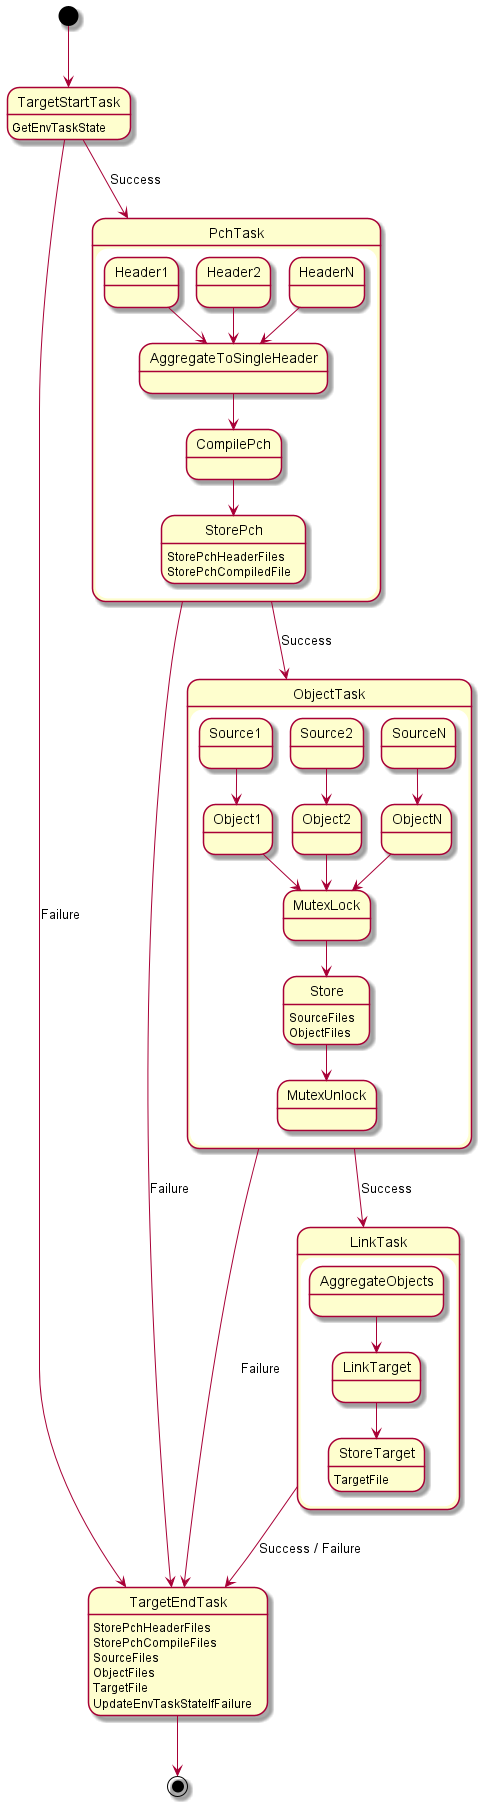 TargetStartTask
GetEnvTaskState
Success
PchTask
Header1
Header2
HeaderN
AggregateToSingleHeader
CompilePch
StorePch
StorePchHeaderFiles
StorePchCompiledFile
Success
ObjectTask
Source1
Source2
SourceN
Object1
Object2
ObjectN
MutexLock
Failure
Store
SourceFiles
ObjectFiles
MutexUnlock
Failure
Success
LinkTask
AggregateObjects
Failure
LinkTarget
StoreTarget
TargetFile
Success / Failure
TargetEndTask
StorePchHeaderFiles
StorePchCompileFiles
SourceFiles
ObjectFiles
TargetFile
UpdateEnvTaskStateIfFailure